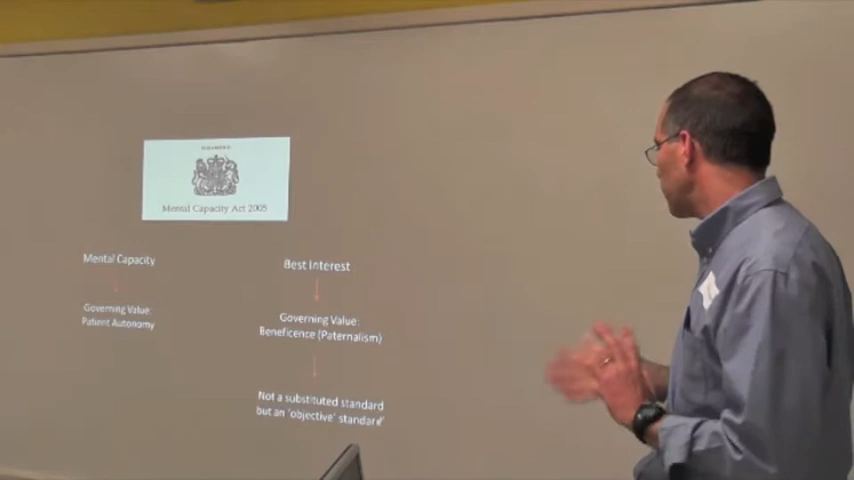 Mental Capacity Act 2005
Mental Capacity
Governing Value:
Patient Autonomy
Best Interest
Governing Value:
Beneficence (Paternalism)
Not a substituted standard
but an 'objective' standard'